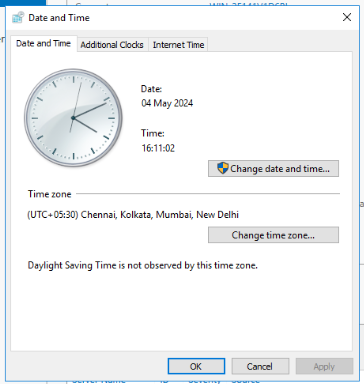 Date and Time
Date and Time
Additional Clocks
Internet Time
Date:
04 May 2024
Time:
16:11:02
Change date and time...
Time zone
(UTC+05:30) Chennai, Kolkata, Mumbai, New Delhi
Change time zone...
Daylight Saving Time is not observed by this time zone.
OK
Cancel
Apply